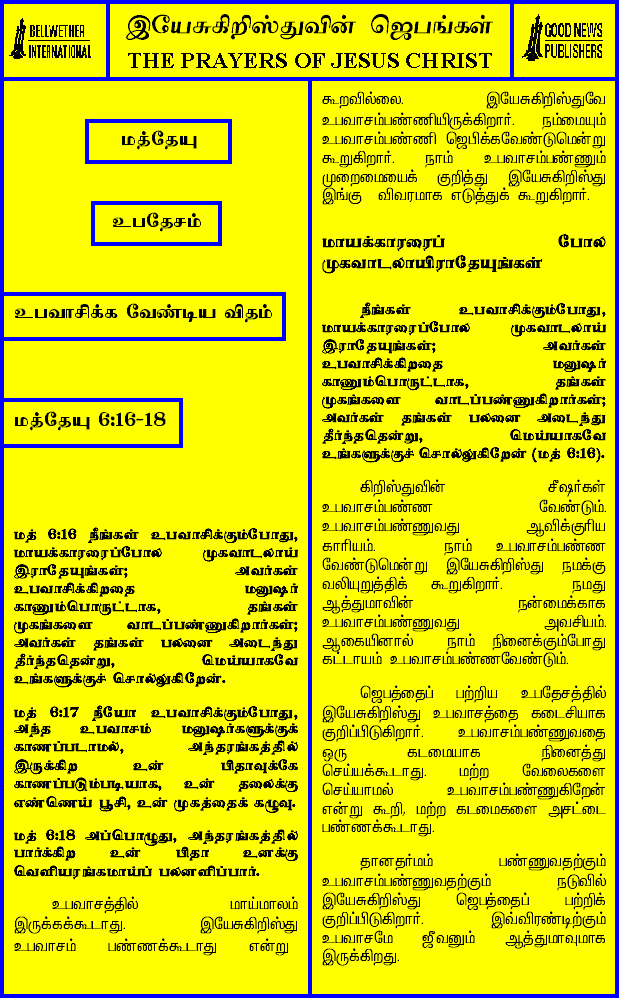 BELLWETHER
INTERNATIONAL
இயேசுகிறிஸ்துவின் ஜெபங்கள்
THE PRAYERS OF JESUS CHRIST
GOOD NEWS
PUBLISHERS
மத்தேயு
உபதேசம்
உபவாசிக்க வேண்டிய விதம்
மத்தேயு 6:16-18
மத் 6:16 நீங்கள் உபவாசிக்கும்போது,
மாயக்காரரைப்போல முகவாடலாய்
இராதேயுங்கள்; அவர்கள்
உபவாசிக்கிறதை மனுஷர்
காணும்பொருட்டாக, தங்கள்
முகங்களை வாடப்பண்ணுகிறார்கள்;
அவர்கள் தங்கள் பலனை அடைந்து
தீர்ந்ததென்று, மெய்யாகவே
உங்களுக்குச் சொல்லுகிறேன்.
மத் 6:17 நீயோ உபவாசிக்கும்போது,
அந்த உபவாசம் மனுஷர்களுக்குக்
காணப்படாமல், அந்தரங்கத்தில்
இருக்கிற உன் பிதாவுக்கே
காணப்படும்படியாக, உன் தலைக்கு
எண்ணெய் பூசி, உன் முகத்தைக் கழுவு.
மத் 6:18 அப்பொழுது, அந்தரங்கத்தில்
பார்க்கிற உன் பிதா உனக்கு
வெளியரங்கமாய்ப் பலனளிப்பார்.
உபவாசத்தில் மாய்மாலம்
இருக்கக்கூடாது. இயேசுகிறிஸ்து
உபவாசம் பண்ணக்கூடாது என்று
கூறவில்லை. இயேசுகிறிஸ்துவே
உபவாசம்பண்ணியிருக்கிறார். நம்மையும்
உபவாசம்பண்ணி ஜெபிக்கவேண்டுமென்று
கூறுகிறார். நாம் உபவாசம்பண்ணும்
முறைமையைக் குறித்து இயேசுகிறிஸ்து
இங்கு விவரமாக எடுத்துக் கூறுகிறார்.
மாயக்காரரைப் போல
முகவாடலாயிராதேயுங்கள்
நீங்கள் உபவாசிக்கும்போது,
மாயக்காரரைப்போல முகவாடலாய்
இராதேயுங்கள்; அவர்கள்
உபவாசிக்கிறதை மனுஷர்
காணும்பொருட்டாக, தங்கள்
முகங்களை வாடப்பண்ணுகிறார்கள்;
அவர்கள் தங்கள் பலனை அடைந்து
தீர்ந்ததென்று, மெய்யாகவே
உங்களுக்குச் சொல்லுகிறேன் (மத் 6:16).
கிறிஸ்துவின் சீஷர்கள்
உபவாசம்பண்ண வேண்டும்.
உபவாசம்பண்ணுவது ஆவிக்குரிய
காரியம். நாம் உபவாசம்பண்ண
வேண்டுமென்று இயேசுகிறிஸ்து நமக்கு
வலியுறுத்திக் கூறுகிறார். நமது
ஆத்துமாவின் நன்மைக்காக
உபவாசம்பண்ணுவது அவசியம்.
ஆகையினால் நாம் நினைக்கும்போது
கட்டாயம் உபவாசம்பண்ணவேண்டும்.
ஜெபத்தைப் பற்றிய உபதேசத்தில்
இயேசுகிறிஸ்து உபவாசத்தை கடைசியாக
குறிப்பிடுகிறார். உபவாசம்பண்ணுவதை
ஒரு கடமையாக நினைத்து
செய்யக்கூடாது. மற்ற வேலைகளை
செய்யாமல் உபவாசம்பண்ணுகிறேன்
என்று கூறி, மற்ற கடமைகளை அசட்டை
பண்ணக்கூடாது.
தானதர்மம் பண்ணுவதற்கும்
உபவாசம்பண்ணுவதற்கும் நடுவில்
இயேசுகிறிஸ்து ஜெபத்தைப் பற்றிக்
குறிப்பிடுகிறார். இவ்விரண்டிற்கும்
உபவாசமே ஜீவனும் ஆத்துமாவுமாக
இருக்கிறது.